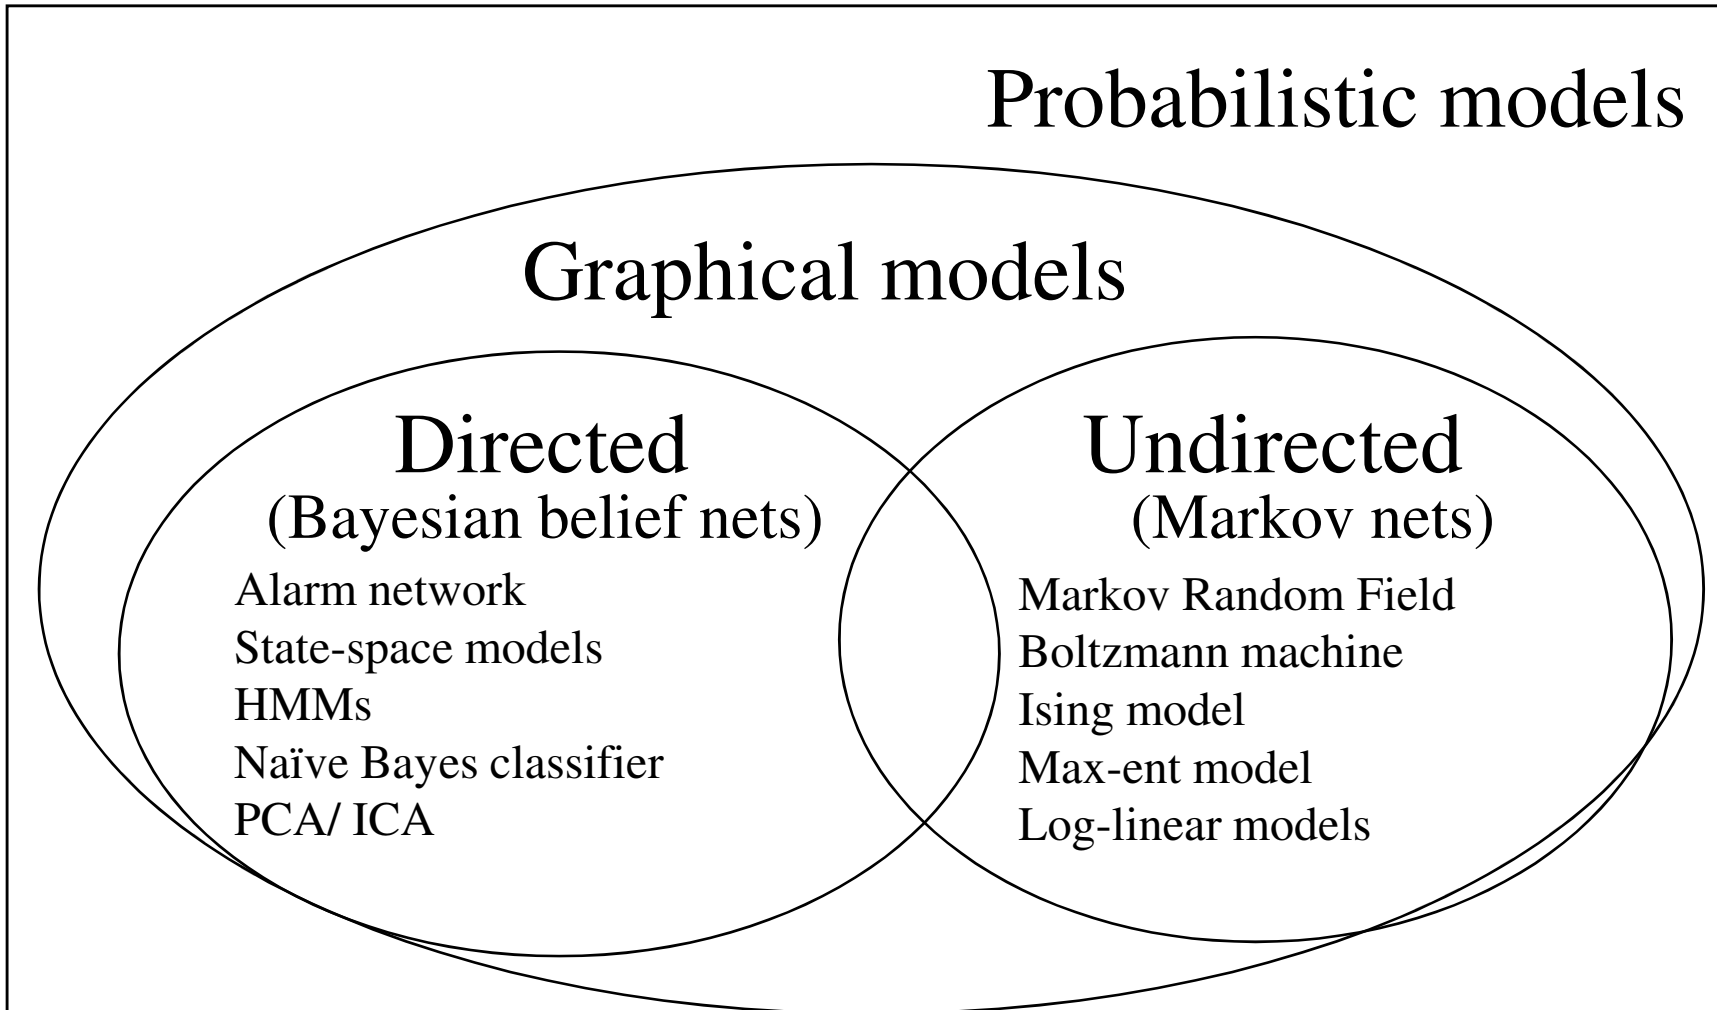 Probabilistic models
Graphical models
Directed
(Bayesian belief nets)
Alarm network
State-space models
HMMs
Naïve Bayes classifier
PCA/ ICA
Undirected
(Markov nets)
Markov Random Field
Boltzmann machine
Ising model
Max-ent model
Log-linear models